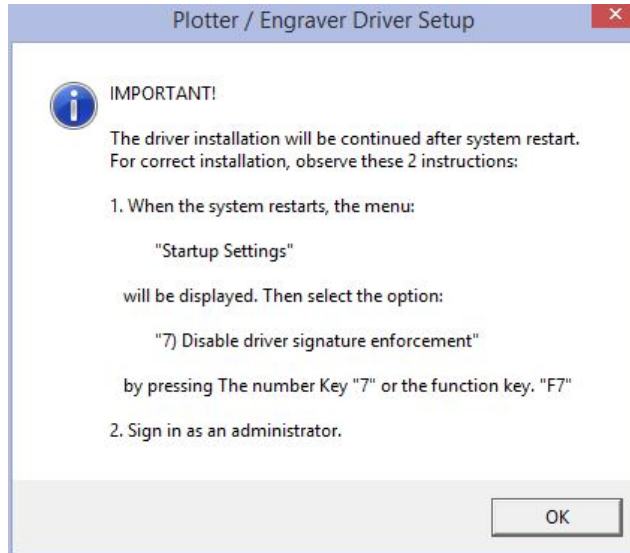 Plotter / Engraver Driver Setup
IMPORTANT!
The driver installation will be continued after system restart.
For correct installation, observe these 2 instructions:
1. When the system restarts, the menu:
"Startup Settings"
will be displayed. Then select the option:
"7) Disable driver signature enforcement"
by pressing The number Key "7" or the function key. "F7"
2. Sign in as an administrator.
OK